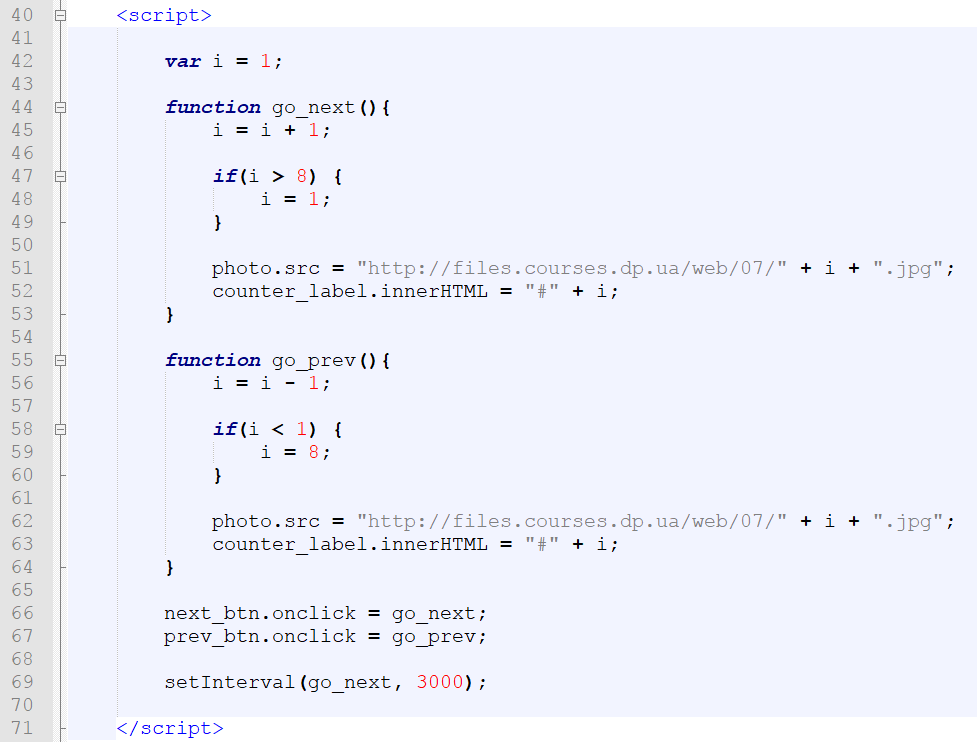 40 <script>
41
42 var i = 1;
43
44 function go_next(){
45 i = i + 1;
46
47 if(i > 8) {
48 i = 1;
49 }
50
51 photo.src = "http://files.courses.dp.ua/web/07/" + i + ".jpg";
52 counter_label.innerHTML = "#" + i;
53 }
54
55 function go_prev(){
56 i = i - 1;
57
58 if(i < 1) {
59 i = 8;
60 }
61
62 photo.src = "http://files.courses.dp.ua/web/07/" + i + ".jpg";
63 counter_label.innerHTML = "#" + i;
64 }
65
66 next_btn.onclick = go_next;
67 prev_btn.onclick = go_prev;
68
69 setInterval(go_next, 3000);
70
71 </script>